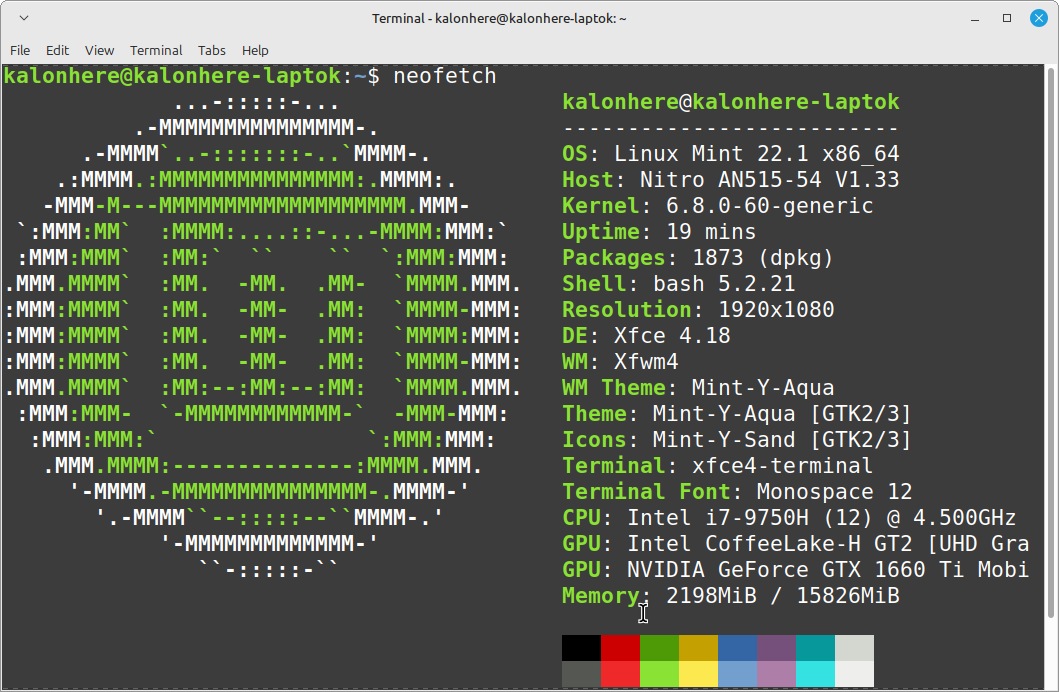 Terminal - kalonhere@kalonhere-laptok: ~
File Edit View Terminal Tabs Help
kalonhere@kalonhere-laptok:~$ neofetch
...-:::::-...
.-MMMMMMMMMMMMMMM-.
.-MMMM`..-:::::::-..`MMMM-.
.:MMMM.:MMMMMMMMMMMMMMM:.MMMM:.
-MMM-M---MMMMMMMMMMMMMMMMMMM.MMM-
`:MMM:MM`  :MMMM:....::-...-MMMM:MMM:`
:MMM:MMM`  :MM:`  ``    ``  `:MMM:MMM:
.MMM.MMMM`  :MM.  -MM.  .MM-  `MMMM.MMM.
:MMM:MMMM`  :MM.  -MM-  .MM:  `MMMM-MMM:
:MMM:MMMM`  :MM.  -MM-  .MM:  `MMMM:MMM:
:MMM:MMMM`  :MM.  -MM-  .MM:  `MMMM-MMM:
.MMM.MMMM`  :MM:--:MM:--:MM:  `MMMM.MMM.
:MMM:MMM-  `-MMMMMMMMMMMM-`  -MMM-MMM:
:MMM:MMM:`                `:MMM:MMM:
.MMM.MMMM:--------------:MMMM.MMM.
'-MMMM.-MMMMMMMMMMMMMMM-.MMMM-'
'.-MMMM``--:::::--``MMMM-.'
'-MMMMMMMMMMMMM-'
``-:::::-``
kalonhere@kalonhere-laptok
--------------------------
OS: Linux Mint 22.1 x86_64
Host: Nitro AN515-54 V1.33
Kernel: 6.8.0-60-generic
Uptime: 19 mins
Packages: 1873 (dpkg)
Shell: bash 5.2.21
Resolution: 1920x1080
DE: Xfce 4.18
WM: Xfwm4
WM Theme: Mint-Y-Aqua
Theme: Mint-Y-Aqua [GTK2/3]
Icons: Mint-Y-Sand [GTK2/3]
Terminal: xfce4-terminal
Terminal Font: Monospace 12
CPU: Intel i7-9750H (12) @ 4.500GHz
GPU: Intel CoffeeLake-H GT2 [UHD Gra
GPU: NVIDIA GeForce GTX 1660 Ti Mobi
Memory: 2198MiB / 15826MiB